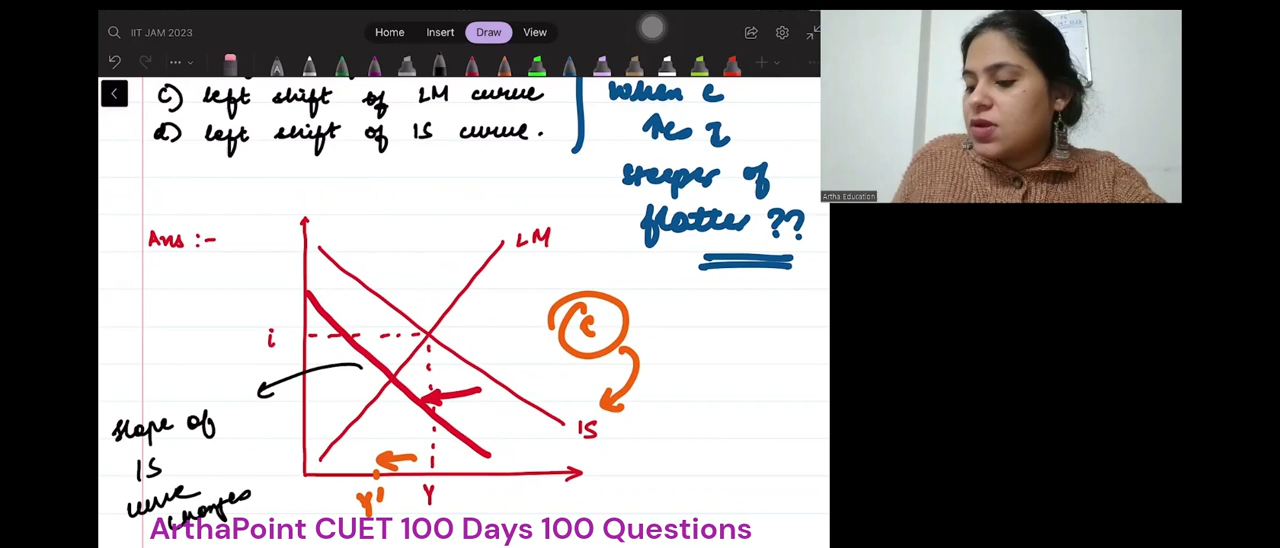 IIT JAM 2023
Home Insert Draw View
c) left shift of LM curve
d) left shift of IS curve.
When c
↑es
steeper of
flatter ??
Artha Education
Ans :-
LM
i
c
IS
slope of
IS
curve
changes
Y' Y
ArthaPoint CUET 100 Days 100 Questions